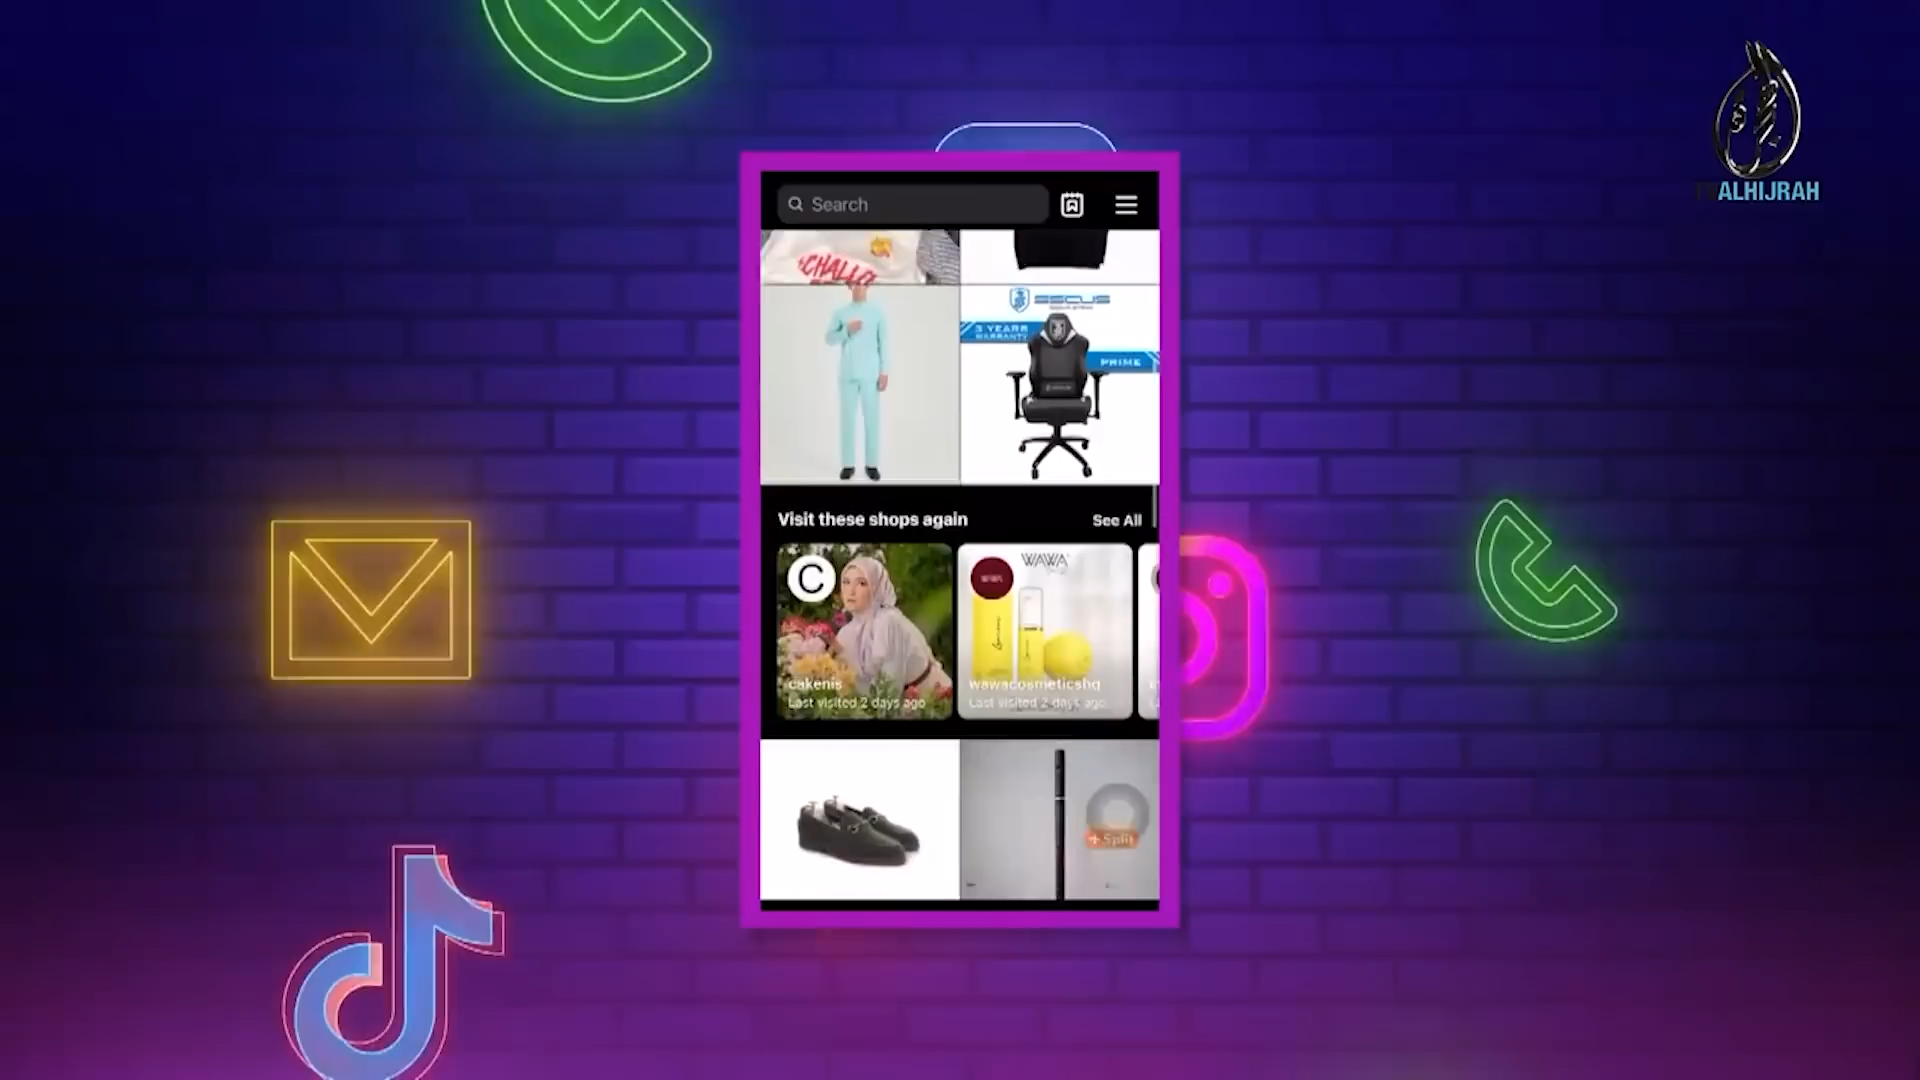 ALHIJRAH
Search
CHALLO
SECUS
3 YEARS
WARRANTY
PRIME
Visit these shops again
See All
C
WAWA
cakenis
wawacosmeticshq
Last visited 2 days ago
Last visited 2 days ago
+ Split